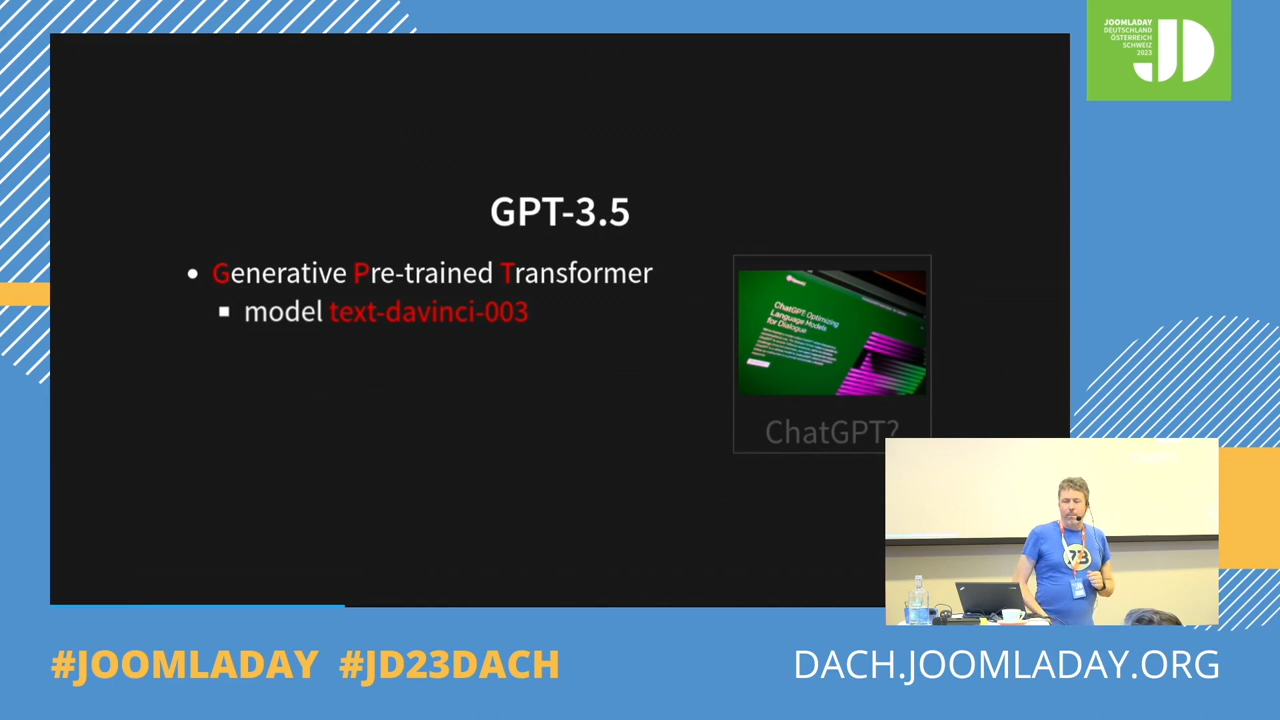 JOOMLADAY
DEUTSCHLAND
ÖSTERREICH
SCHWEIZ
2023
JD
GPT-3.5
Generative Pre-trained Transformer
model text-davinci-003
ChatGPT: Optimizing
Language Models
for Dialogue
ChatGPT?
#JOOMLADAY #JD23DACH
DACH.JOOMLADAY.ORG